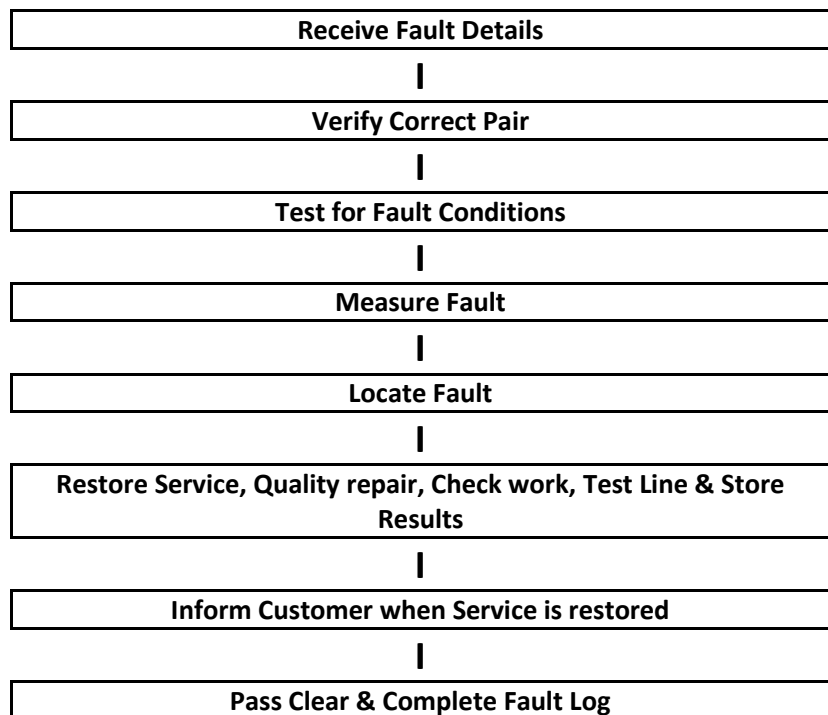 Receive Fault Details
Verify Correct Pair
Test for Fault Conditions
Measure Fault
Locate Fault
Restore Service, Quality repair, Check work, Test Line & Store
Results
Inform Customer when Service is restored
Pass Clear & Complete Fault Log